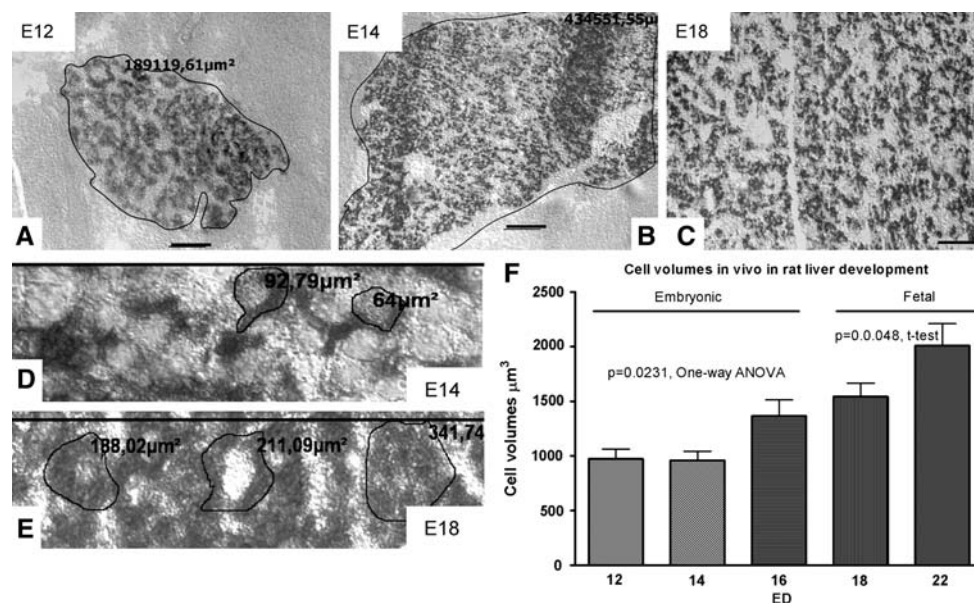 E12
189119,61µm²
A
E14
434551,55µ
B
E18
C
92,79µm²
64µm²
D
E14
188,02µm²
211,09µm²
341,74
E
E18
F
Cell volumes in vivo in rat liver development
Embryonic
Fetal
p=0.0.048, t-test
p=0.0231, One-way ANOVA
Cell volumes µm³
2500
2000
1500
1000
500
0
12
14
16
18
22
ED